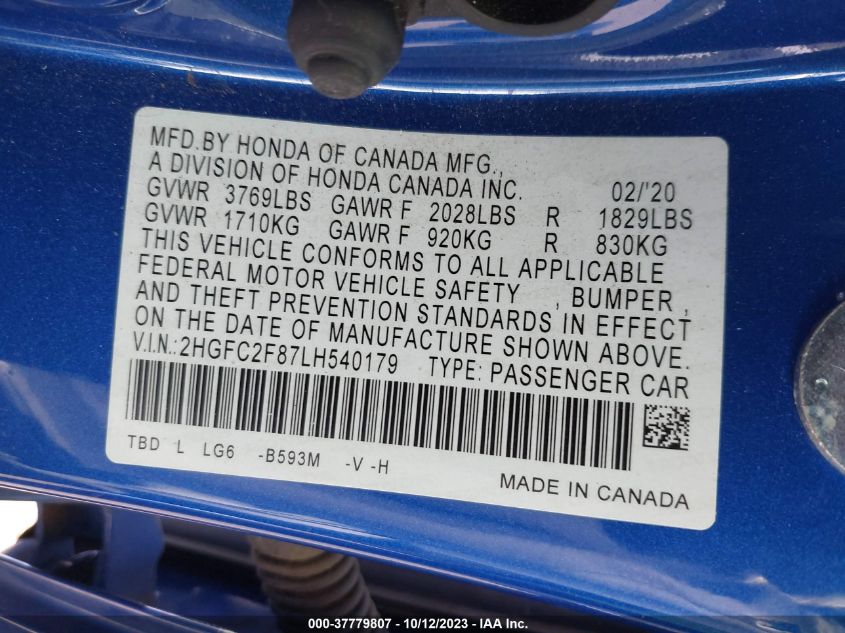 MFD.BY HONDA OF CANADA MFG.,
A DIVISION OF HONDA CANADA INC. 02/'20
GVWR 3769LBS GAWR F 2028LBS R 1829LBS
GVWR 1710KG GAWR F 920KG R 830KG
THIS VEHICLE CONFORMS TO ALL APPLICABLE
FEDERAL MOTOR VEHICLE SAFETY , BUMPER ,
AND THEFT PREVENTION STANDARDS IN EFFECT
ON THE DATE OF MANUFACTURE SHOWN ABOVE.
V.I.N.:2HGFC2F87LH540179 TYPE: PASSENGER CAR
TBD L LG6 -B593M -V -H
MADE IN CANADA
000-37779807 - 10/12/2023 - IAA Inc.